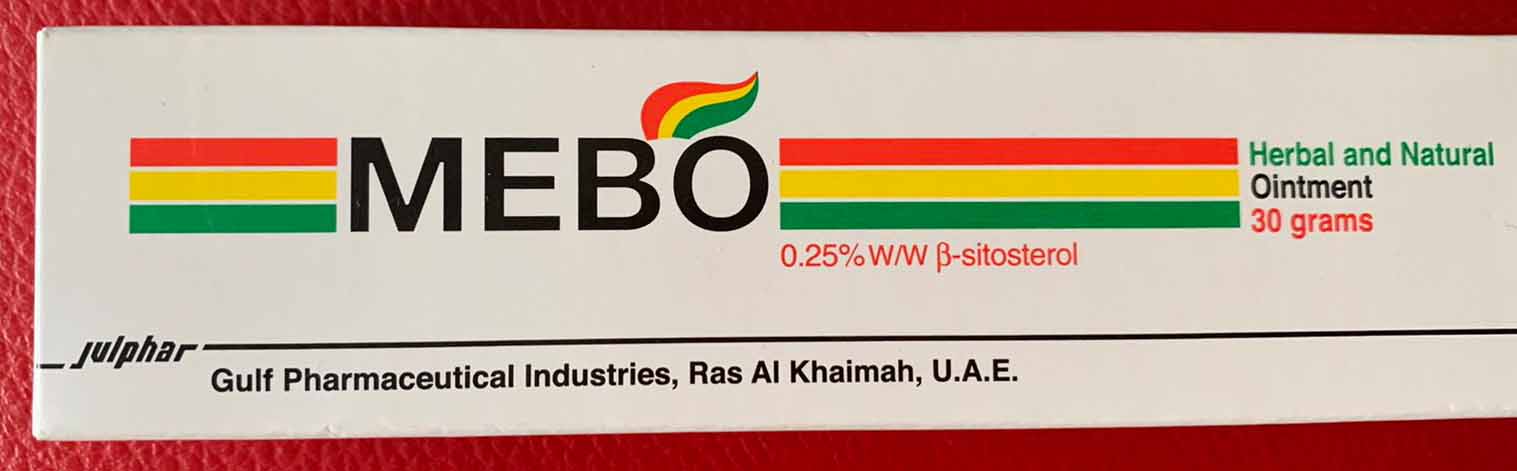 MEBO
Herbal and Natural
Ointment
30 grams
0.25% W/W β-sitosterol
julphar
Gulf Pharmaceutical Industries, Ras Al Khaimah, U.A.E.